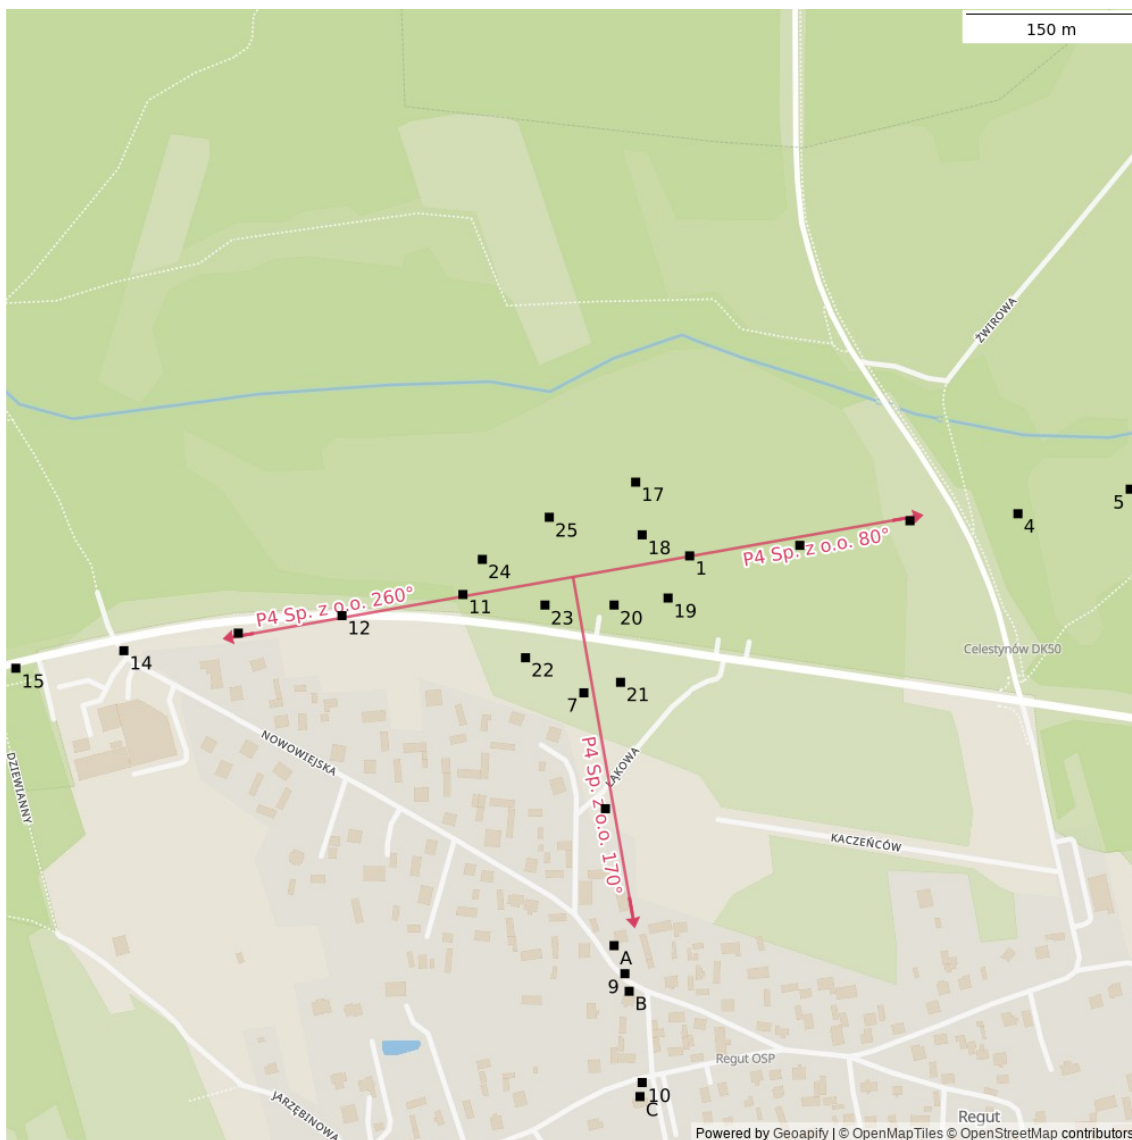 150 m
ŻWIROWA
17
5
4
25
18
P4 Sp. z o.o. 80°
1
24
P4 Sp. z o.o. 260°
11
23
20
19
12
14
Celestynów DK50
15
22
21
7
NOWOWIEJSKA
P4 Sp. z o.o. 170°
ŁĄKOWA
DZIEWIANNY
KACZEŃCÓW
A
9
B
Regut OSP
10
C
JARZĘBINOWA
Regut
Powered by Geoapify | © OpenMapTiles © OpenStreetMap contributors